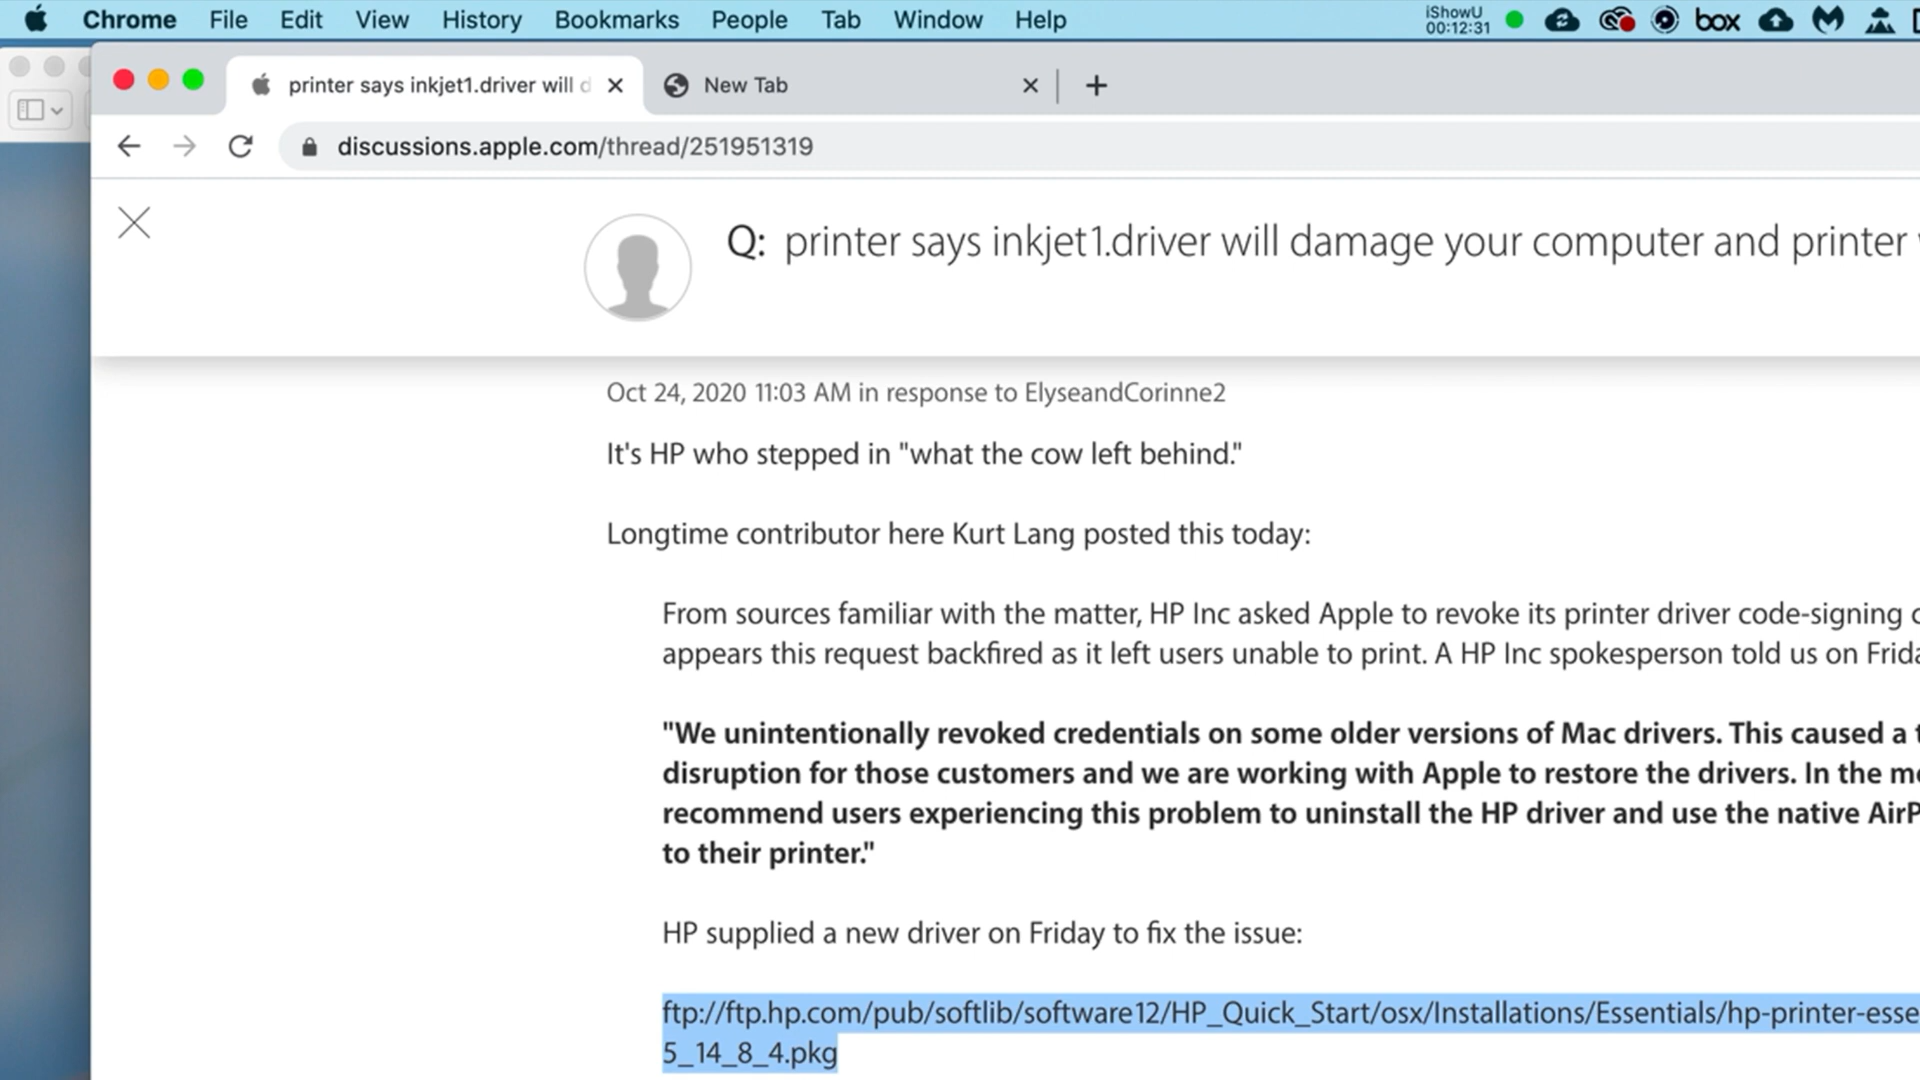 Chrome File Edit View History Bookmarks People Tab Window Help iShowU 00:12:31 box
printer says inkjet1.driver will New Tab
discussions.apple.com/thread/251951319
Q: printer says inkjet1.driver will damage your computer and printer
Oct 24, 2020 11:03 AM in response to ElyseandCorinne2
It's HP who stepped in "what the cow left behind."
Longtime contributor here Kurt Lang posted this today:
From sources familiar with the matter, HP Inc asked Apple to revoke its printer driver code-signing
appears this request backfired as it left users unable to print. A HP Inc spokesperson told us on Frida
"We unintentionally revoked credentials on some older versions of Mac drivers. This caused a t
disruption for those customers and we are working with Apple to restore the drivers. In the me
recommend users experiencing this problem to uninstall the HP driver and use the native AirP
to their printer."
HP supplied a new driver on Friday to fix the issue:
ftp://ftp.hp.com/pub/softlib/software12/HP_Quick_Start/osx/Installations/Essentials/hp-printer-esse
5_14_8_4.pkg